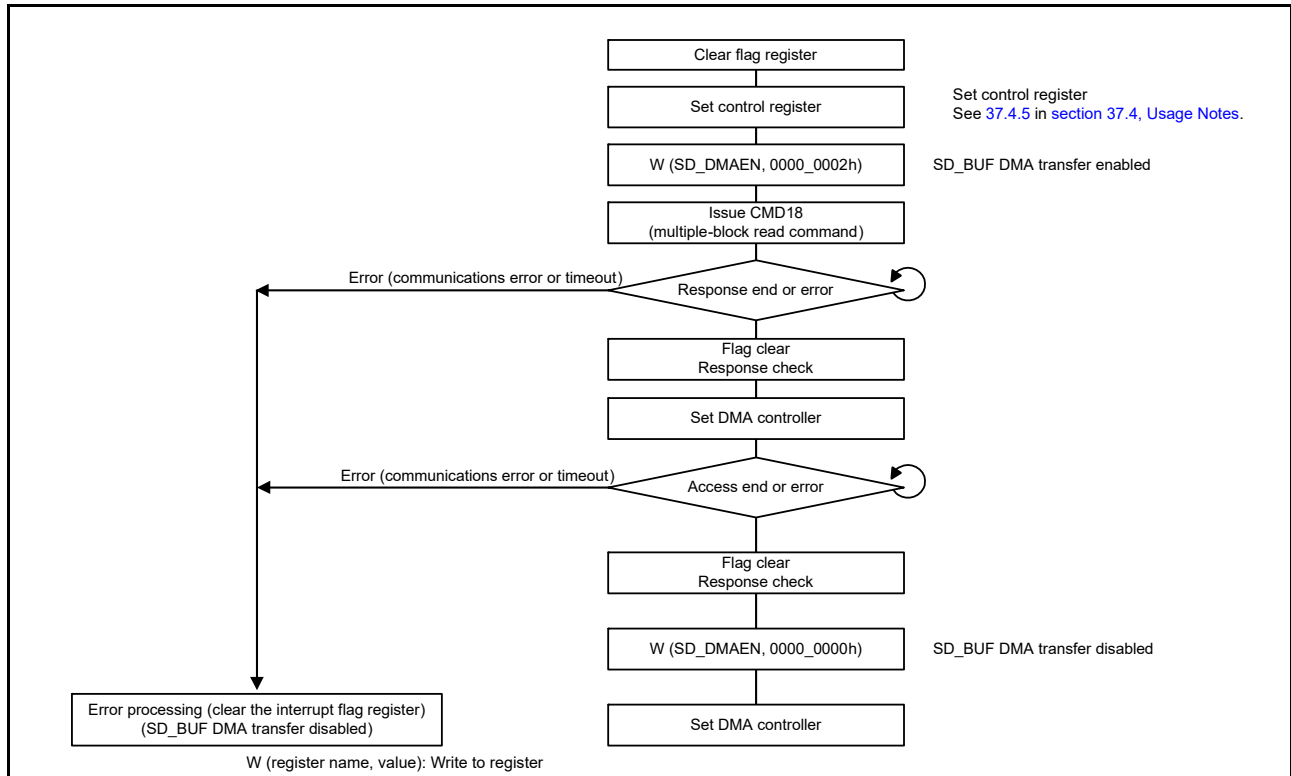 Clear flag register
Set control register
Set control register
See 37.4.5 in section 37.4, Usage Notes.
W (SD_DMAEN, 0000_0002h)
SD_BUF DMA transfer enabled
Issue CMD18
(multiple-block read command)
Error (communications error or timeout)
Response end or error
Flag clear
Response check
Set DMA controller
Error (communications error or timeout)
Access end or error
Flag clear
Response check
W (SD_DMAEN, 0000_0000h)
SD_BUF DMA transfer disabled
Error processing (clear the interrupt flag register)
(SD_BUF DMA transfer disabled)
Set DMA controller
W (register name, value): Write to register